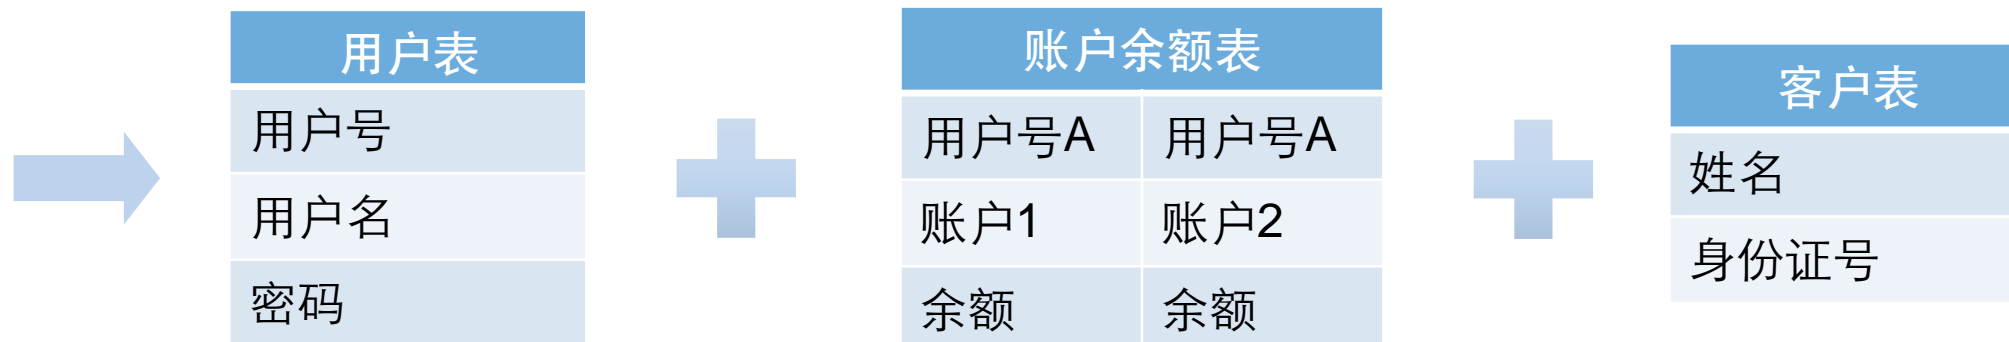 用户表
用户号
用户名
密码
账户余额表
用户号A 用户号A
账户1 账户2
余额 余额
客户表
姓名
身份证号